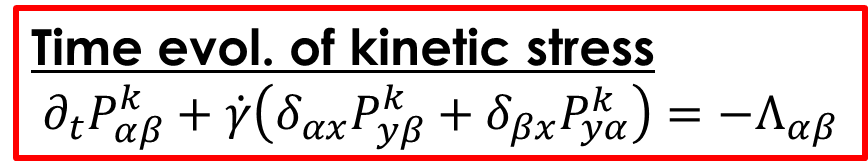 Time evol. of kinetic stress
∂ₜP^k_{αβ} + γ̇(δ_{αx}P^k_{yβ} + δ_{βx}P^k_{yα}) = −Λ_{αβ}